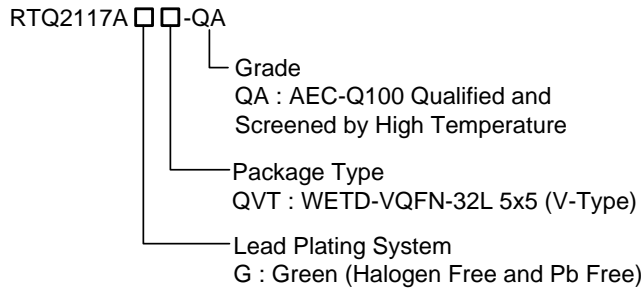 RTQ2117A□□-QA
Grade
QA : AEC-Q100 Qualified and
Screened by High Temperature
Package Type
QVT : WETD-VQFN-32L 5x5 (V-Type)
Lead Plating System
G : Green (Halogen Free and Pb Free)